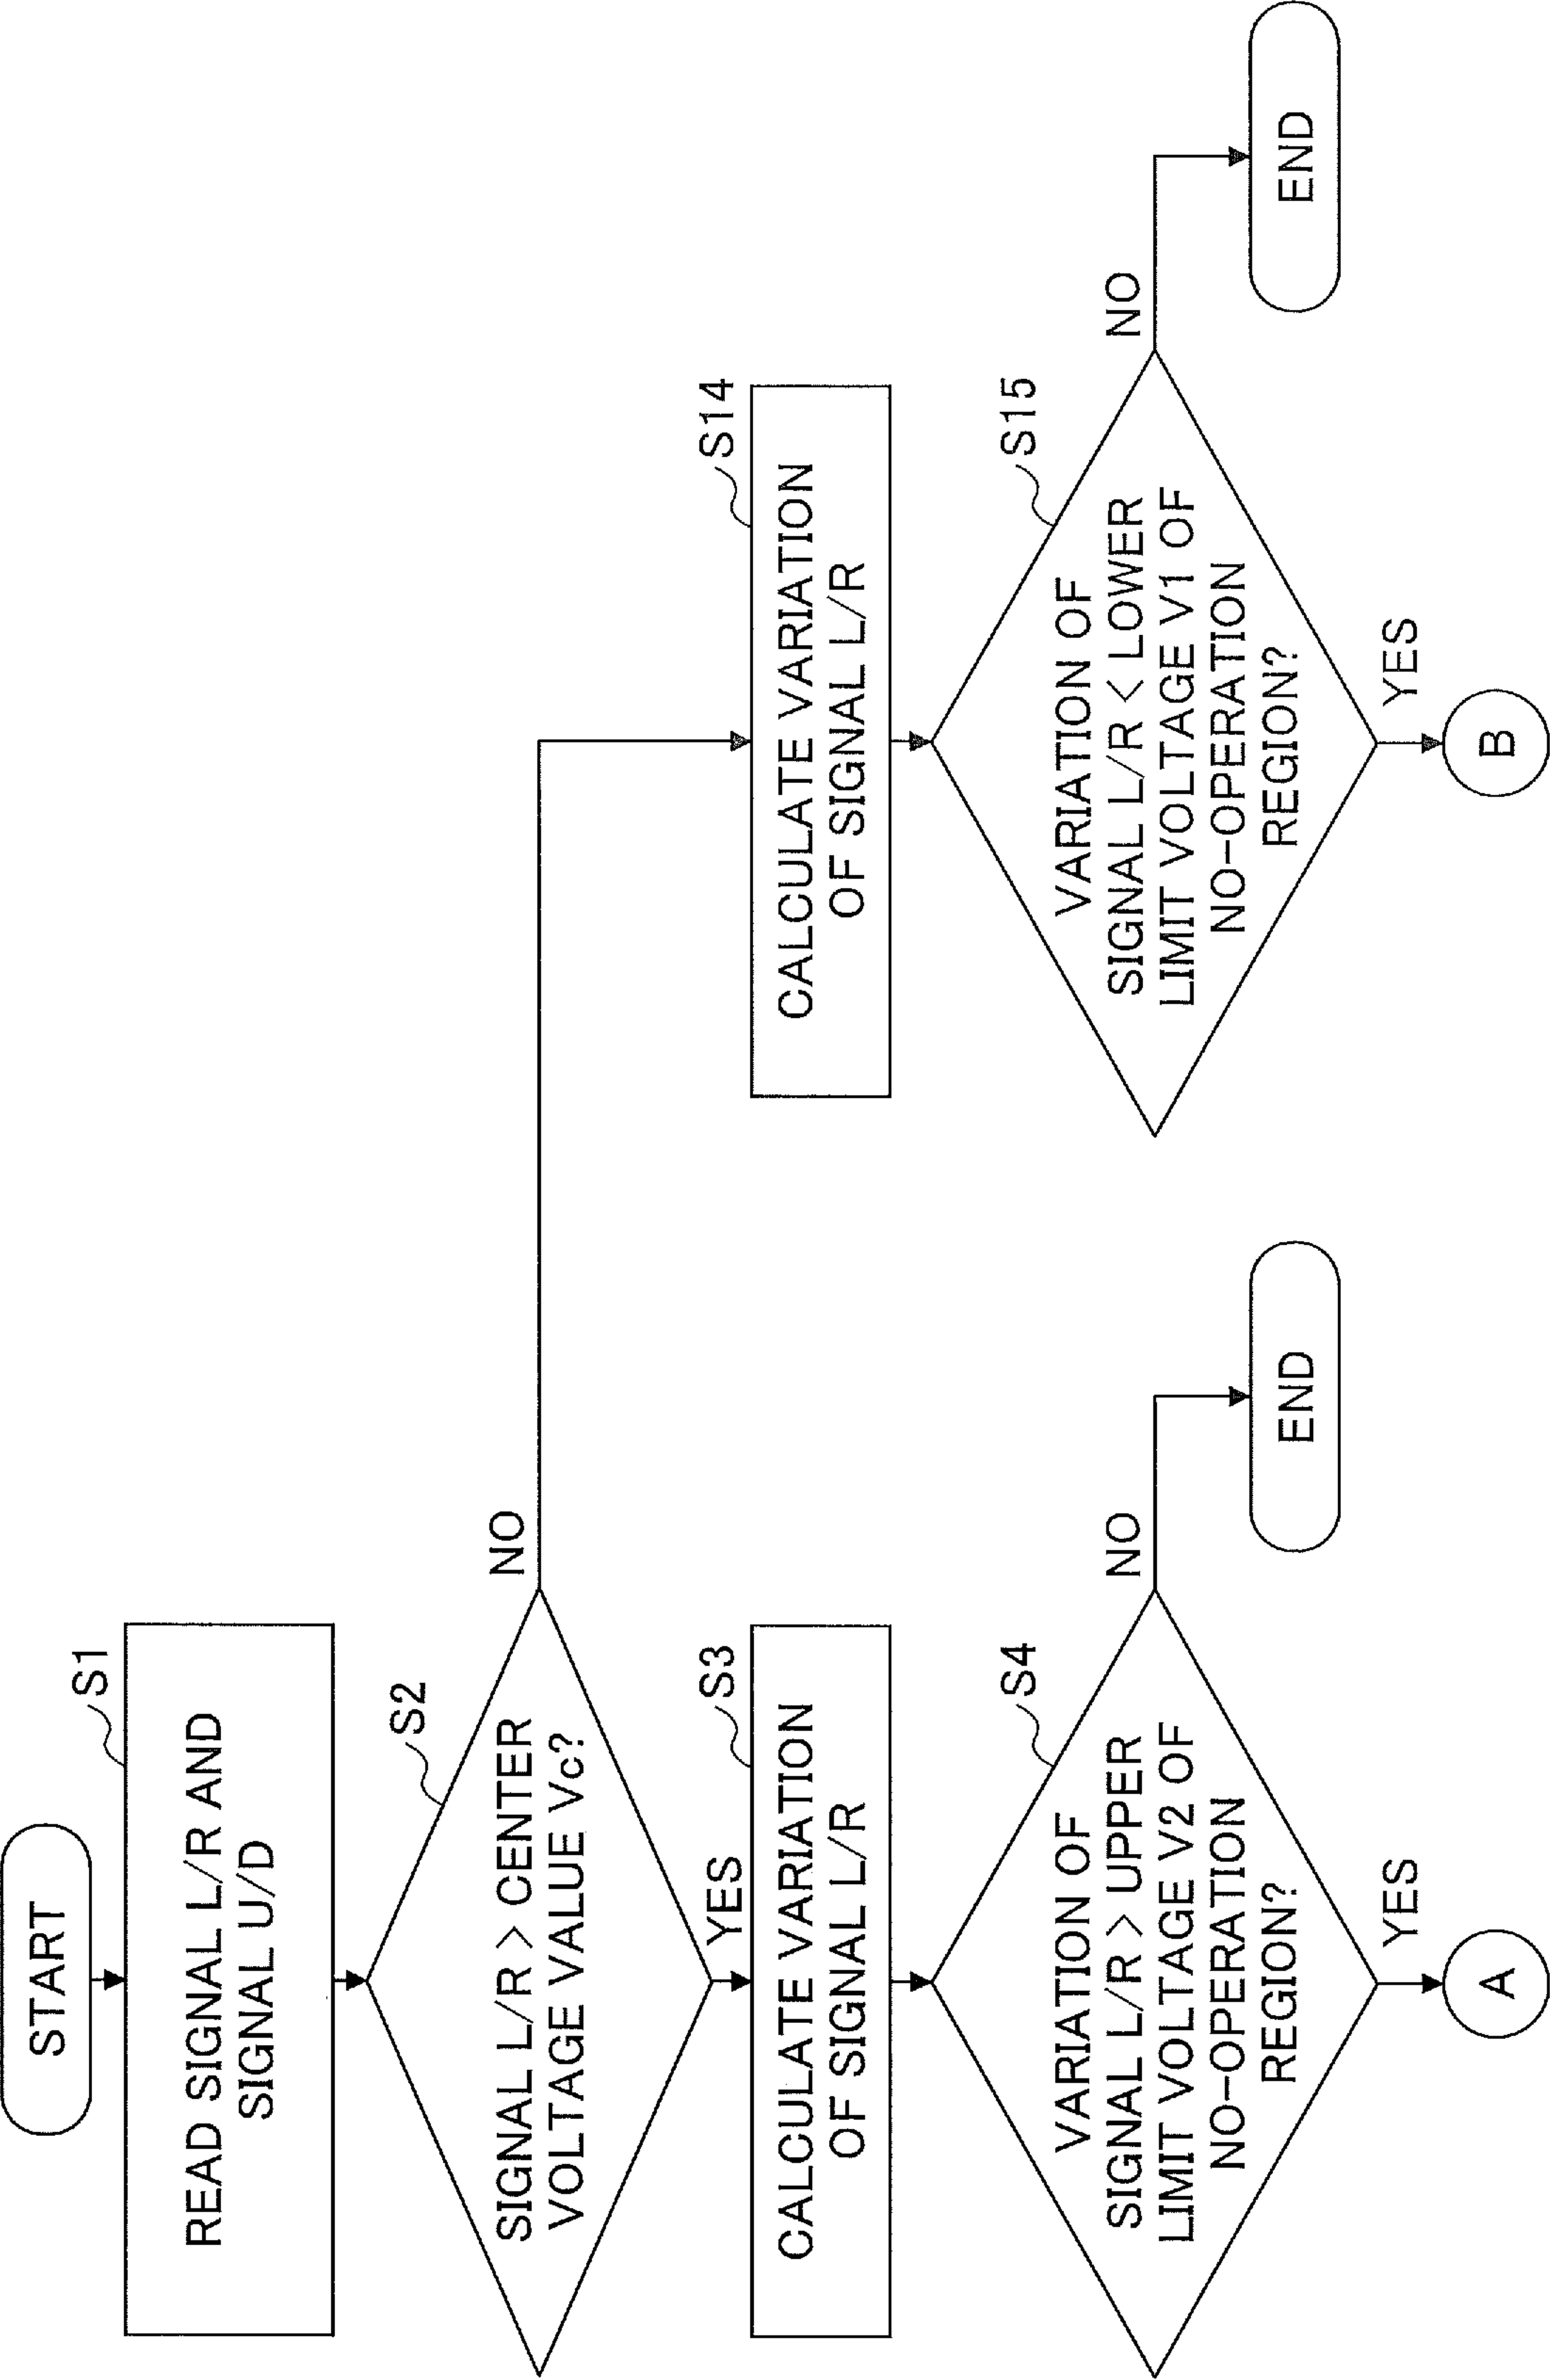 START
S1
READ SIGNAL L/R AND
SIGNAL U/D
S2
SIGNAL L/R > CENTER
VOLTAGE VALUE Vc?
NO
YES
S3
CALCULATE VARIATION
OF SIGNAL L/R
S4
VARIATION OF
SIGNAL L/R > UPPER
LIMIT VOLTAGE V2 OF
NO-OPERATION
REGION?
NO
END
YES
A
S14
CALCULATE VARIATION
OF SIGNAL L/R
S15
VARIATION OF
SIGNAL L/R < LOWER
LIMIT VOLTAGE V1 OF
NO-OPERATION
REGION?
NO
END
YES
B